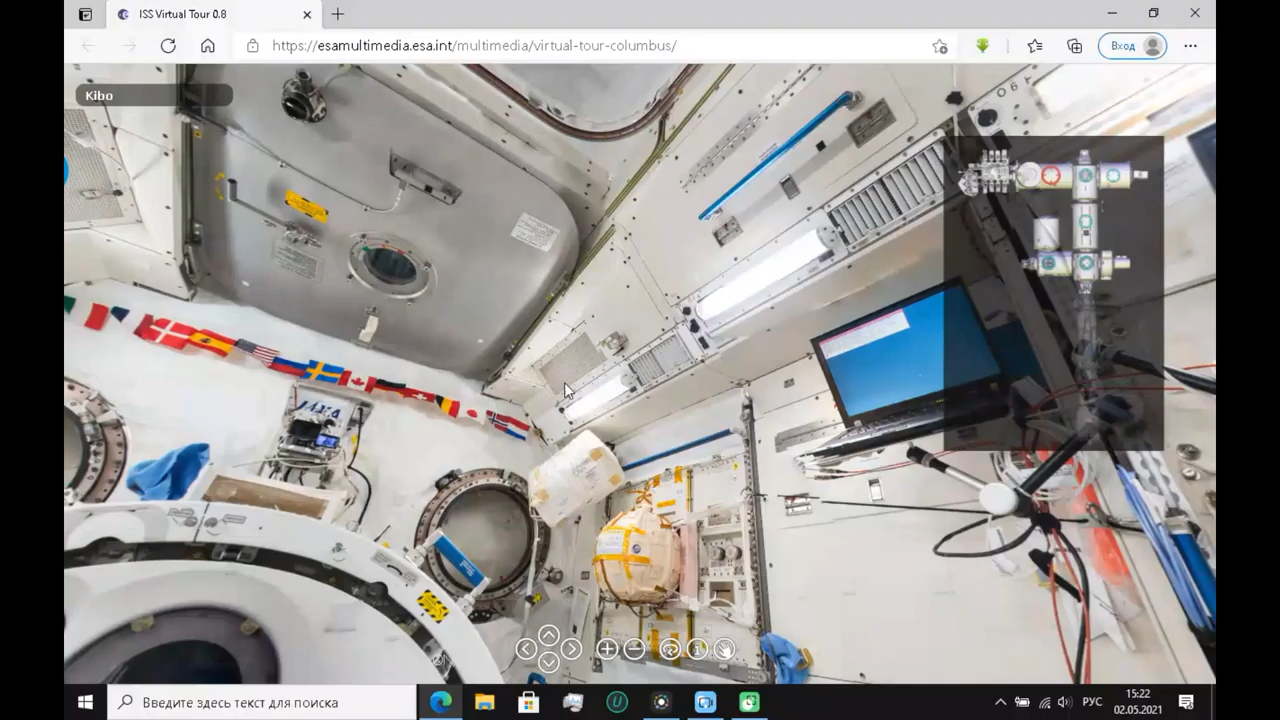 ISS Virtual Tour 0.8
https://esamultimedia.esa.int/multimedia/virtual-tour-columbus/
Вход
Kibo
Введите здесь текст для поиска
РУС
15:22
02.05.2021